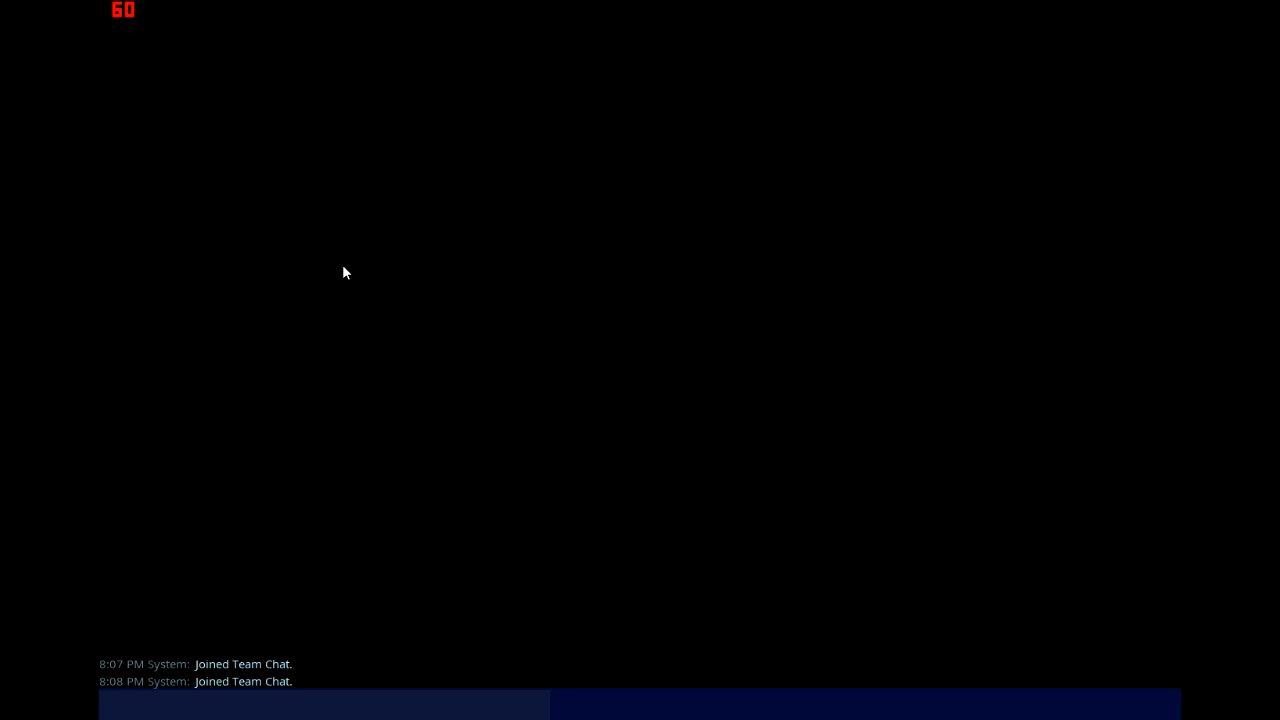 60
8:07 PM System: Joined Team Chat.
8:08 PM System: Joined Team Chat.